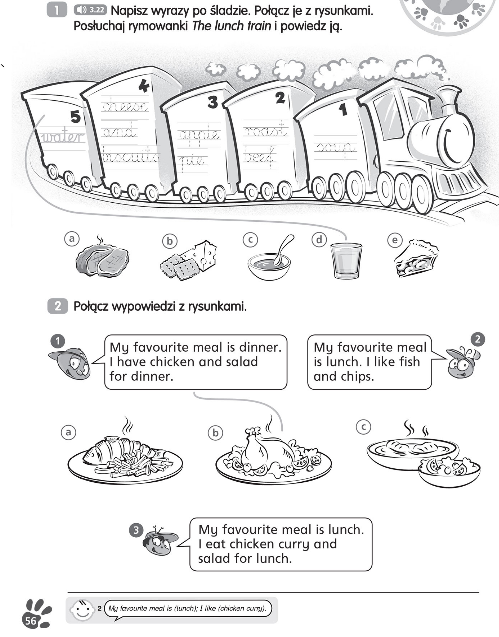 1 3.22 Napisz wyrazy po śladzie. Połącz je z rysunkami.
Posłuchaj rymowanki The lunch train i powiedz ją.
5 4 3 2 1
water
cheese
and
biscuits
apple
pie
roast
beef
soup
a b c d e
2 Połącz wypowiedzi z rysunkami.
1
My favourite meal is dinner.
I have chicken and salad
for dinner.
2
My favourite meal
is lunch. I like fish
and chips.
a b c
3
My favourite meal is lunch.
I eat chicken curry and
salad for lunch.
56
2 My favourite meal is (lunch); I like (chicken curry).